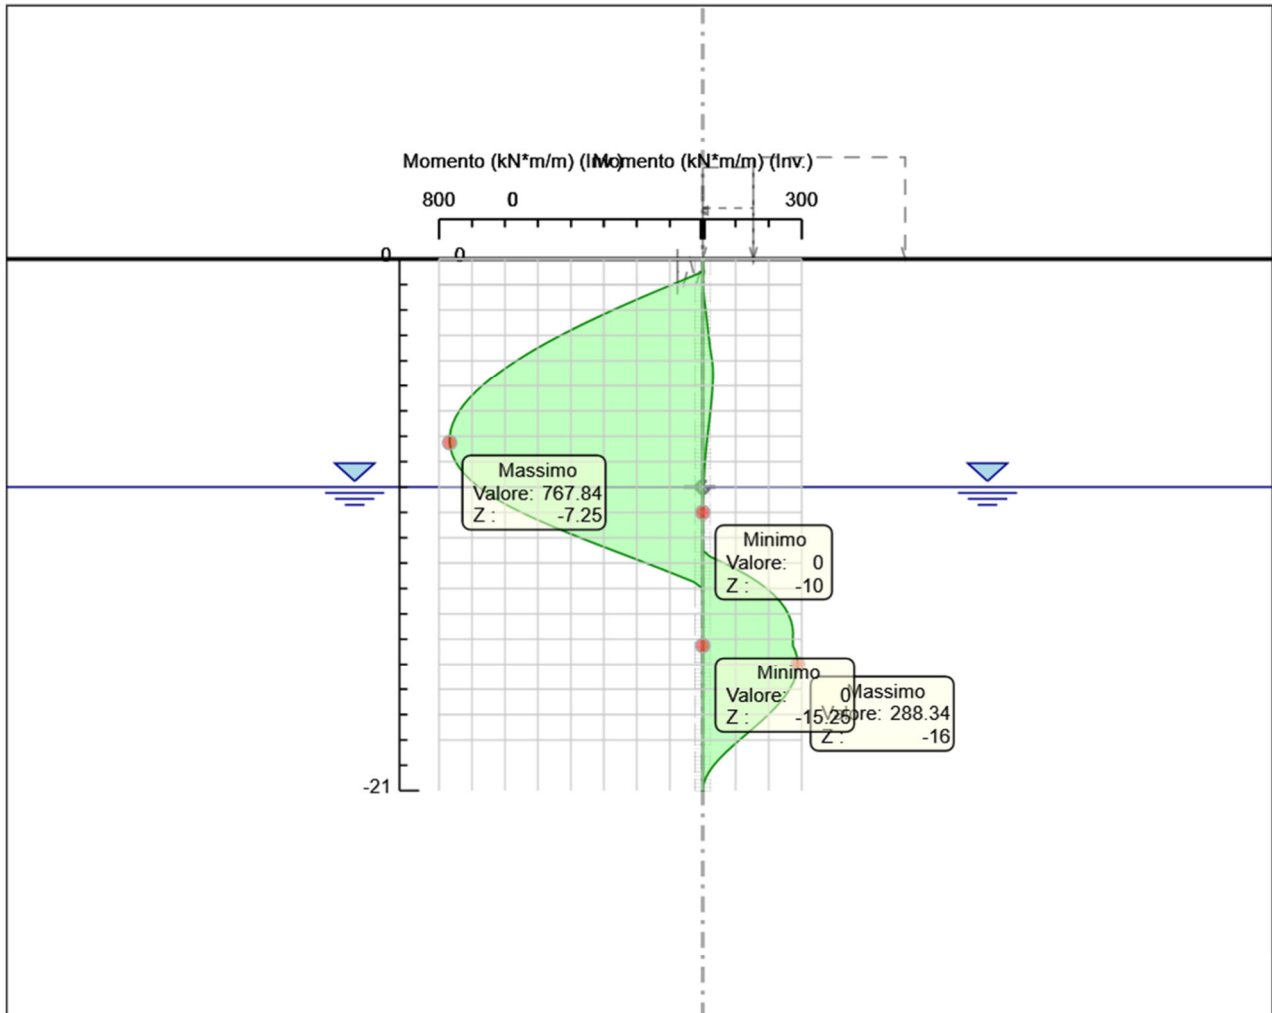 Momento (kN*m/m) (Inv.)
Momento (kN*m/m) (Inv.)
800
0
300
0
0
Massimo
Valore: 767.84
Z : -7.25
Minimo
Valore: 0
Z : -10
Minimo
Valore: 0
Z : -15.25
Massimo
Valore: 288.34
Z : -16
-21